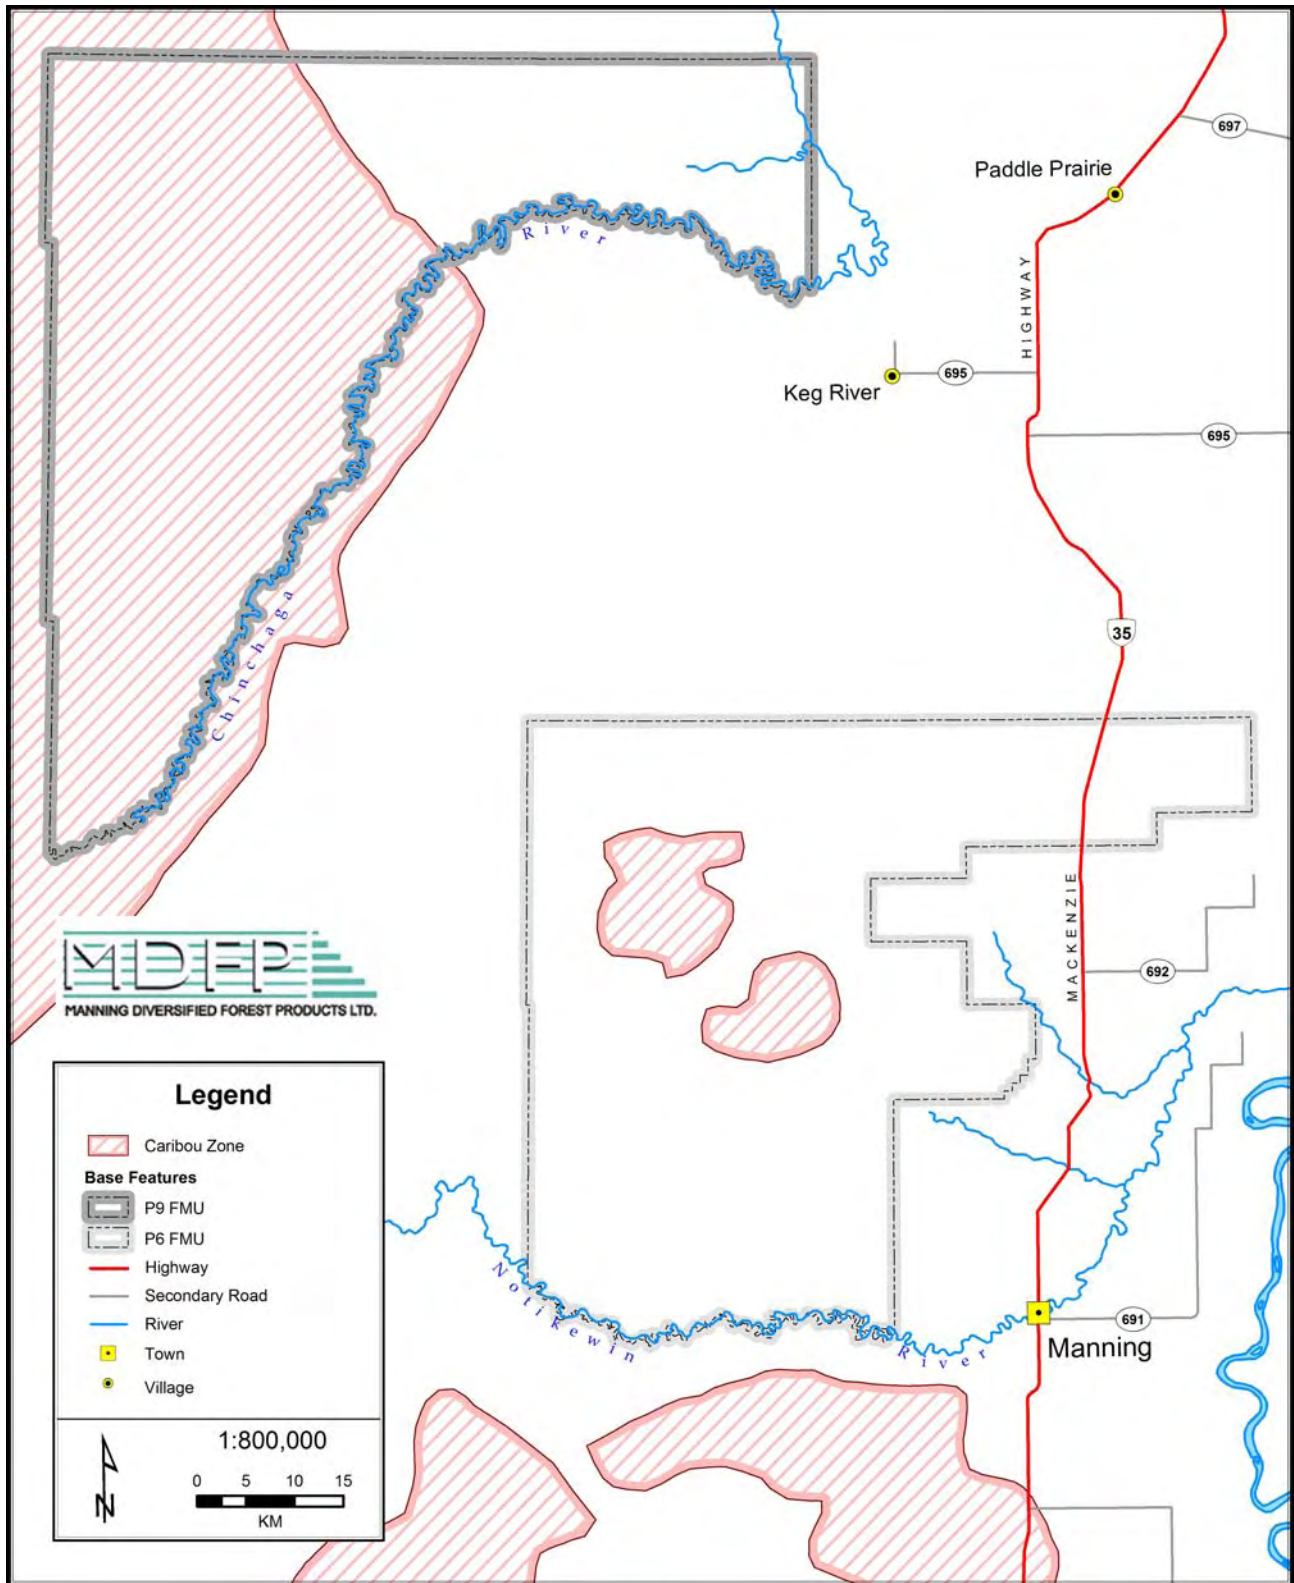 697
Paddle Prairie
River
HIGHWAY
695
Keg River
695
Chinchaga
35
MACKENZIE
692
MDFP
MANNING DIVERSIFIED FOREST PRODUCTS LTD.
Notikewin
River
691
Manning
Legend
Caribou Zone
Base Features
P9 FMU
P6 FMU
Highway
Secondary Road
River
Town
Village
1:800,000
0 5 10 15
KM
N